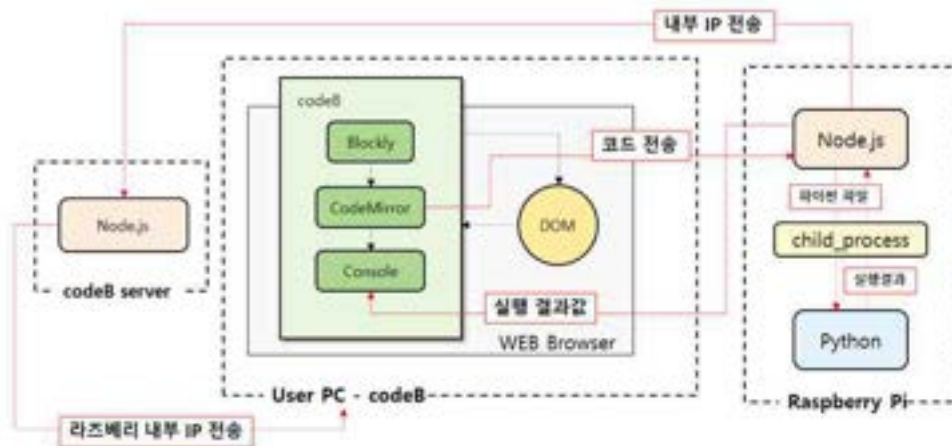 내부 IP 전송
codeB
Blockly
코드 전송
Node.js
파이썬 파일
Node.js
CodeMirror
DOM
child_process
Console
codeB server
실행결과
실행 결과값
WEB Browser
Python
User PC - codeB
Raspberry Pi
라즈베리 내부 IP 전송